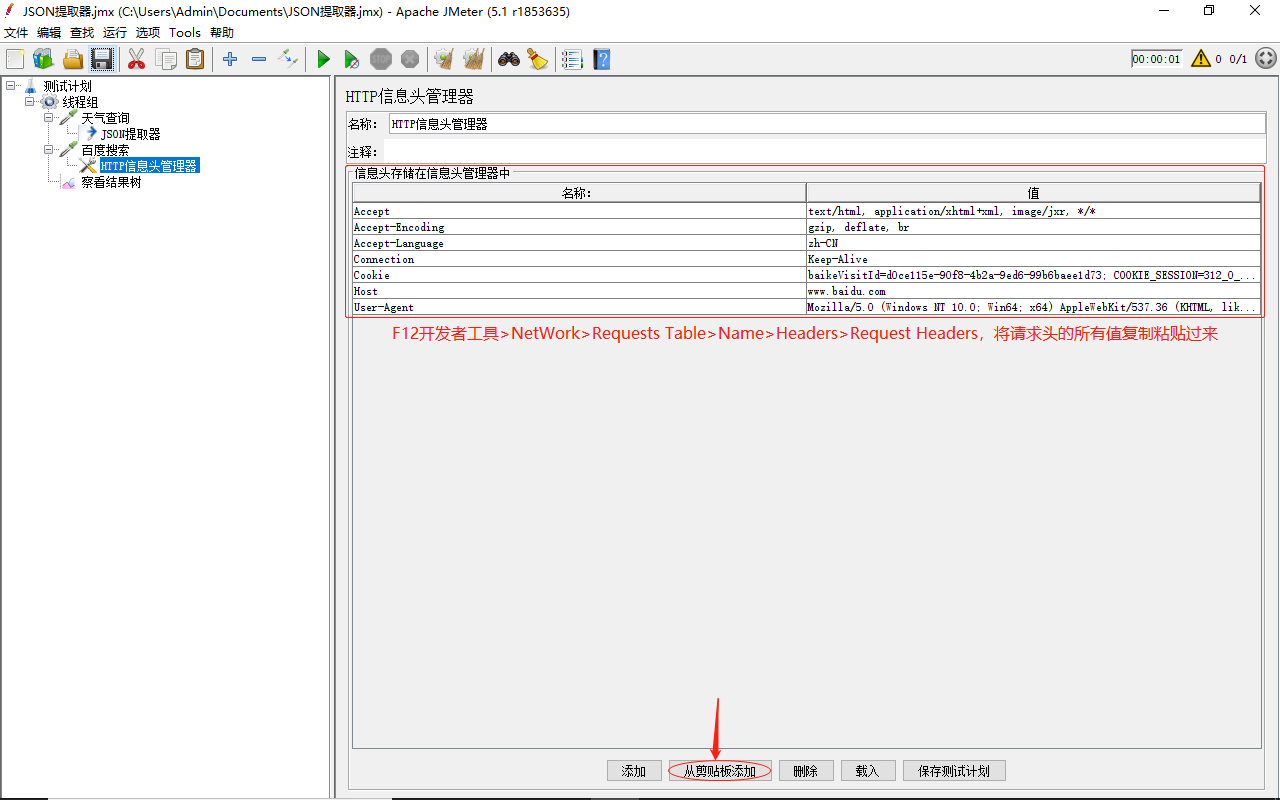 JSON提取器.jmx (C:\Users\Admin\Documents\JSON提取器.jmx) - Apache JMeter (5.1 r1853635)
文件 编辑 查找 运行 选项 Tools 帮助
STOP
00:00:01
0 0/1
测试计划
线程组
天气查询
JSON提取器
百度搜索
HTTP信息头管理器
察看结果树
HTTP信息头管理器
名称: HTTP信息头管理器
注释:
信息头存储在信息头管理器中
名称: 值
Accept text/html, application/xhtml+xml, image/jxr, */*
Accept-Encoding gzip, deflate, br
Accept-Language zh-CN
Connection Keep-Alive
Cookie baikeVisitId=d0ce115e-90f8-4b2a-9ed6-99b6baee1d73; COOKIE_SESSION=312_0_...
Host www.baidu.com
User-Agent Mozilla/5.0 (Windows NT 10.0; Win64; x64) AppleWebKit/537.36 (KHTML, lik...
F12开发者工具>NetWork>Requests Table>Name>Headers>Request Headers，将请求头的所有值复制粘贴过来
添加 从剪贴板添加 删除 载入 保存测试计划